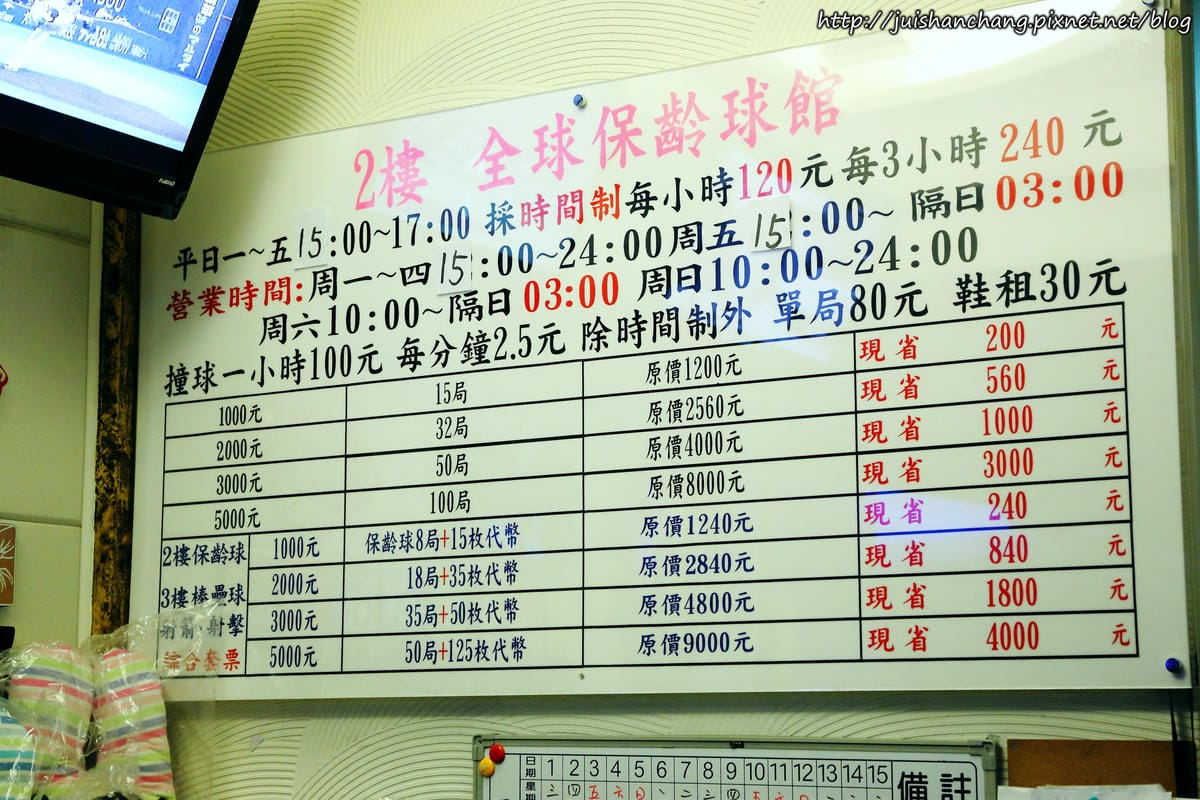 http://juishanchang.pixnet.net/blog
2樓 全球保齡球館
平日一~五15:00~17:00 採時間制每小時120元每3小時240元
營業時間:周一~四15:00~24:00周五15:00~隔日03:00
周六10:00~隔日03:00 周日10:00~24:00
撞球一小時100元 每分鐘2.5元 除時間制外 單局80元 鞋租30元
1000元 15局 原價1200元 現省 200 元
2000元 32局 原價2560元 現省 560 元
3000元 50局 原價4000元 現省 1000 元
5000元 100局 原價8000元 現省 3000 元
2樓保齡球 1000元 保齡球8局+15枚代幣 原價1240元 現省 240 元
3樓棒壘球 2000元 18局+35枚代幣 原價2840元 現省 840 元
射箭·射擊 3000元 35局+50枚代幣 原價4800元 現省 1800 元
綜合套票 5000元 50局+125枚代幣 原價9000元 現省 4000 元
日期 1 2 3 4 5 6 7 8 9 10 11 12 13 14 15 備註
星期 三 四 五 六 日 一 二 三 四 五 六 日